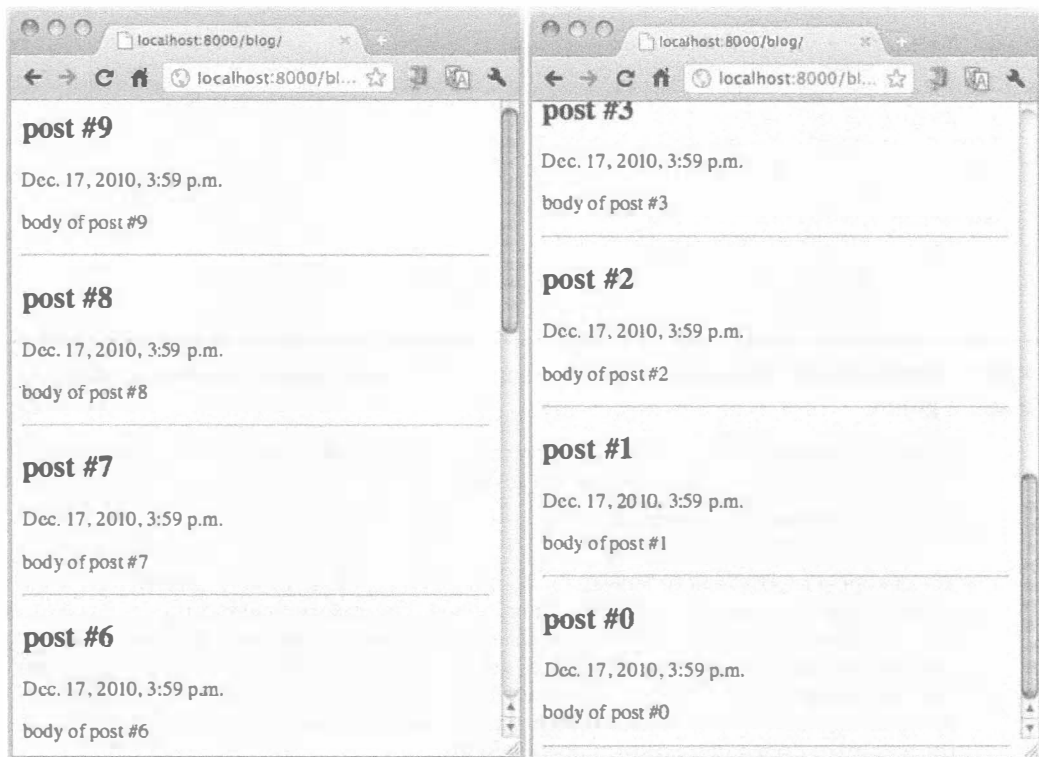 localhost:8000/blog/
localhost:8000/bl...
post #9
Dec. 17, 2010, 3:59 p.m.
body of post #9
post #8
Dec. 17, 2010, 3:59 p.m.
body of post #8
post #7
Dec. 17, 2010, 3:59 p.m.
body of post #7
post #6
Dec. 17, 2010, 3:59 p.m.
body of post #6
localhost:8000/blog/
localhost:8000/bl...
post #3
Dec. 17, 2010, 3:59 p.m.
body of post #3
post #2
Dec. 17, 2010, 3:59 p.m.
body of post #2
post #1
Dec. 17, 2010, 3:59 p.m.
body of post #1
post #0
Dec. 17, 2010, 3:59 p.m.
body of post #0